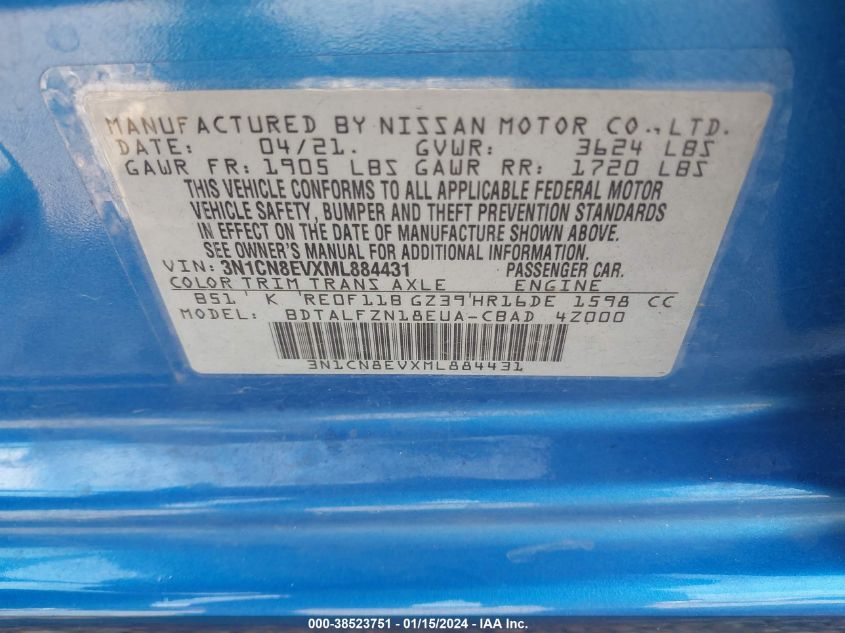 MANUFACTURED BY NISSAN MOTOR CO., LTD.
DATE: 04/21. GVWR: 3624 LBS
GAWR FR: 1905 LBS GAWR RR: 1720 LBS
THIS VEHICLE CONFORMS TO ALL APPLICABLE FEDERAL MOTOR
VEHICLE SAFETY, BUMPER AND THEFT PREVENTION STANDARDS
IN EFFECT ON THE DATE OF MANUFACTURE SHOWN ABOVE.
SEE OWNER'S MANUAL FOR ADDITIONAL INFORMATION.
VIN: 3N1CN8EVXML884431 PASSENGER CAR.
COLOR TRIM TRANS AXLE ENGINE
B51 K RE0F11B GZ39 HR16DE 1598 CC
MODEL: BDTALFZN18EUA-CBAD 4Z000
3N1CN8EVXML884431
000-38523751 - 01/15/2024 - IAA Inc.